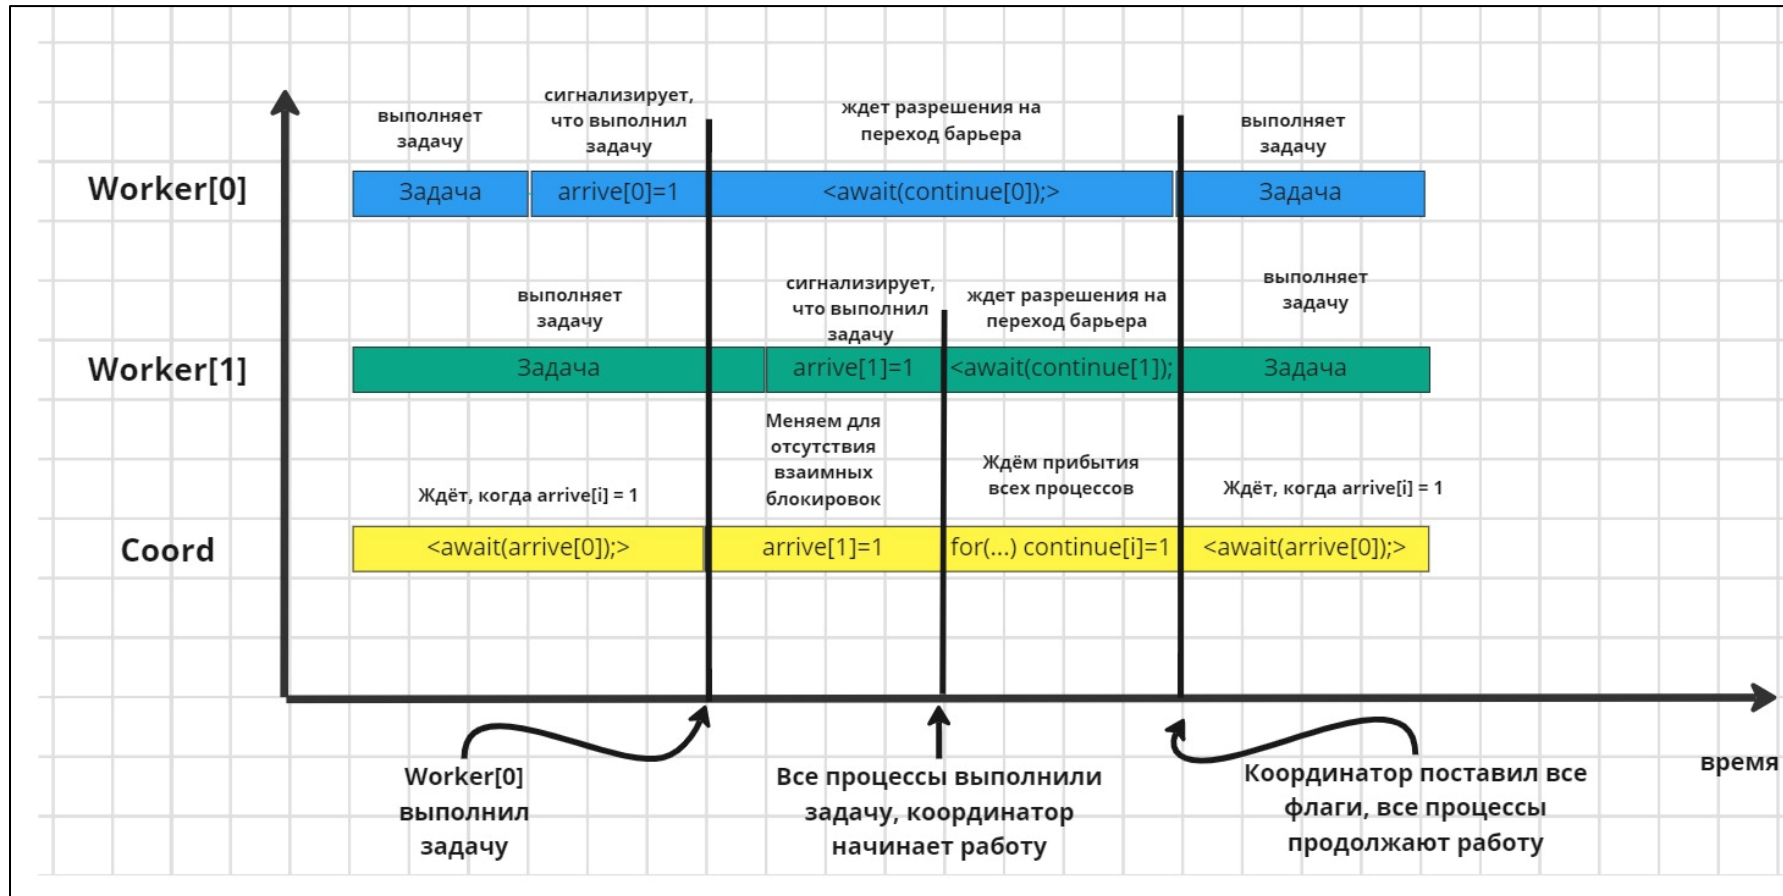 выполняет
задачу
сигнализирует,
что выполнил
задачу
ждет разрешения на
переход барьера
выполняет
задачу
Worker[0]
Задача
arrive[0]=1
<await(continue[0]);>
Задача
выполняет
задачу
сигнализирует,
что выполнил
задачу
ждет разрешения на
переход барьера
выполняет
задачу
Worker[1]
Задача
arrive[1]=1
<await(continue[1]);
Задача
Ждёт, когда arrive[i] = 1
Меняем для
отсутствия
взаимных
блокировок
Ждём прибытия
всех процессов
Ждёт, когда arrive[i] = 1
Coord
<await(arrive[0]);>
arrive[1]=1
for(...) continue[i]=1
<await(arrive[0]);>
Worker[0]
выполнил
задачу
Все процессы выполнили
задачу, координатор
начинает работу
Координатор поставил все
флаги, все процессы
продолжают работу
время